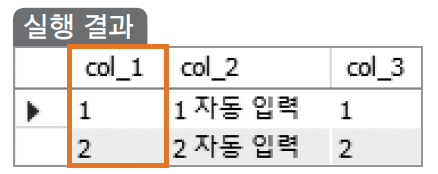 실행 결과
col_1 col_2 col_3
1 1 자동 입력 1
2 2 자동 입력 2